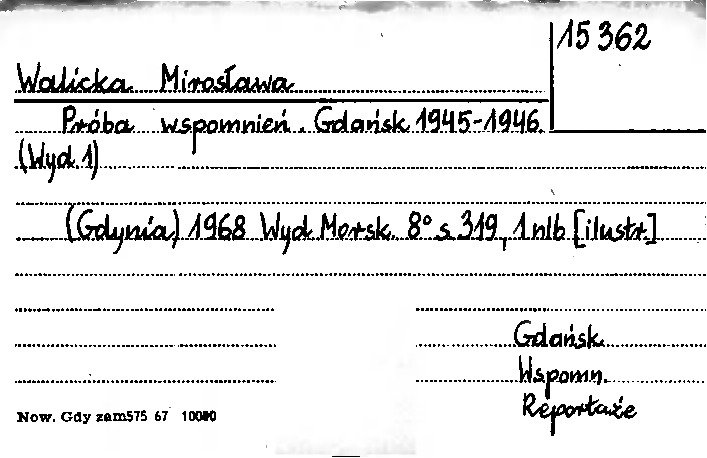 15 362
Walicka Mirosława
Próba wspomnień. Gdańsk 1945-1946.
(Wyd. 1)
(Gdynia) 1968 Wyd. Morsk. 8° s. 319, 1 nlb [ilustr.]
Gdańsk
Wspomn.
Reportaże
Now. Gdy zam575 67 10000